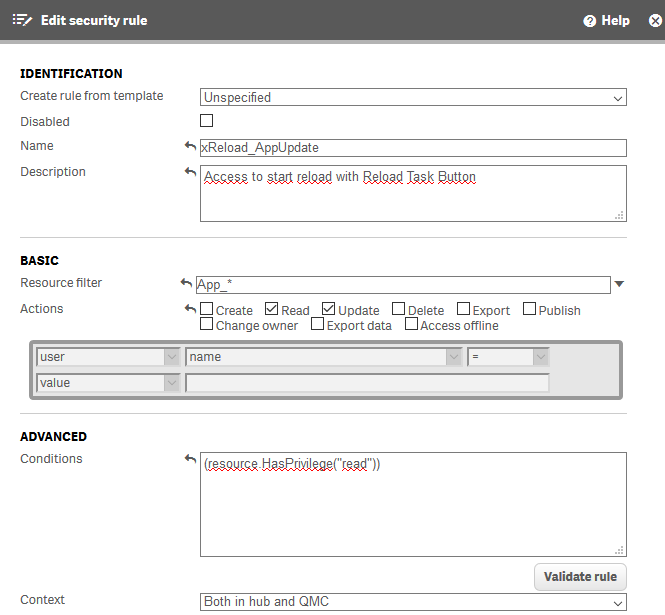 Edit security rule Help
IDENTIFICATION
Create rule from template Unspecified
Disabled
Name xReload_AppUpdate
Description Access to start reload with Reload Task Button
BASIC
Resource filter App_*
Actions Create Read Update Delete Export Publish
Change owner Export data Access offline
user name =
value
ADVANCED
Conditions (resource.HasPrivilege("read"))
Validate rule
Context Both in hub and QMC